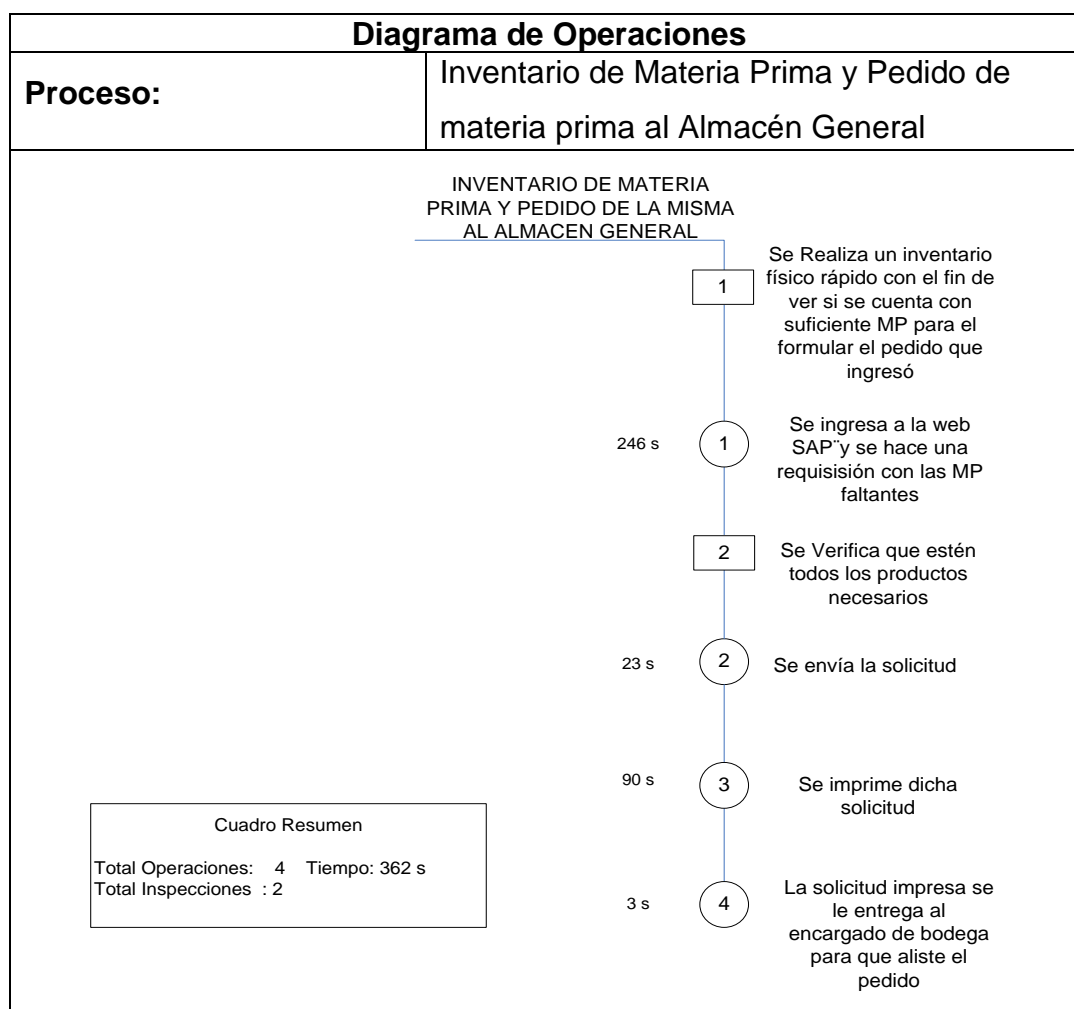 Diagrama de Operaciones
Proceso:
Inventario de Materia Prima y Pedido de
materia prima al Almacén General
INVENTARIO DE MATERIA
PRIMA Y PEDIDO DE LA MISMA
AL ALMACEN GENERAL
1
Se Realiza un inventario
físico rápido con el fin de
ver si se cuenta con
suficiente MP para el
formular el pedido que
ingresó
246 s
1
Se ingresa a la web
SAP¨y se hace una
requisisión con las MP
faltantes
2
Se Verifica que estén
todos los productos
necesarios
23 s
2
Se envía la solicitud
90 s
3
Se imprime dicha
solicitud
Cuadro Resumen
Total Operaciones: 4 Tiempo: 362 s
Total Inspecciones : 2
3 s
4
La solicitud impresa se
le entrega al
encargado de bodega
para que aliste el
pedido